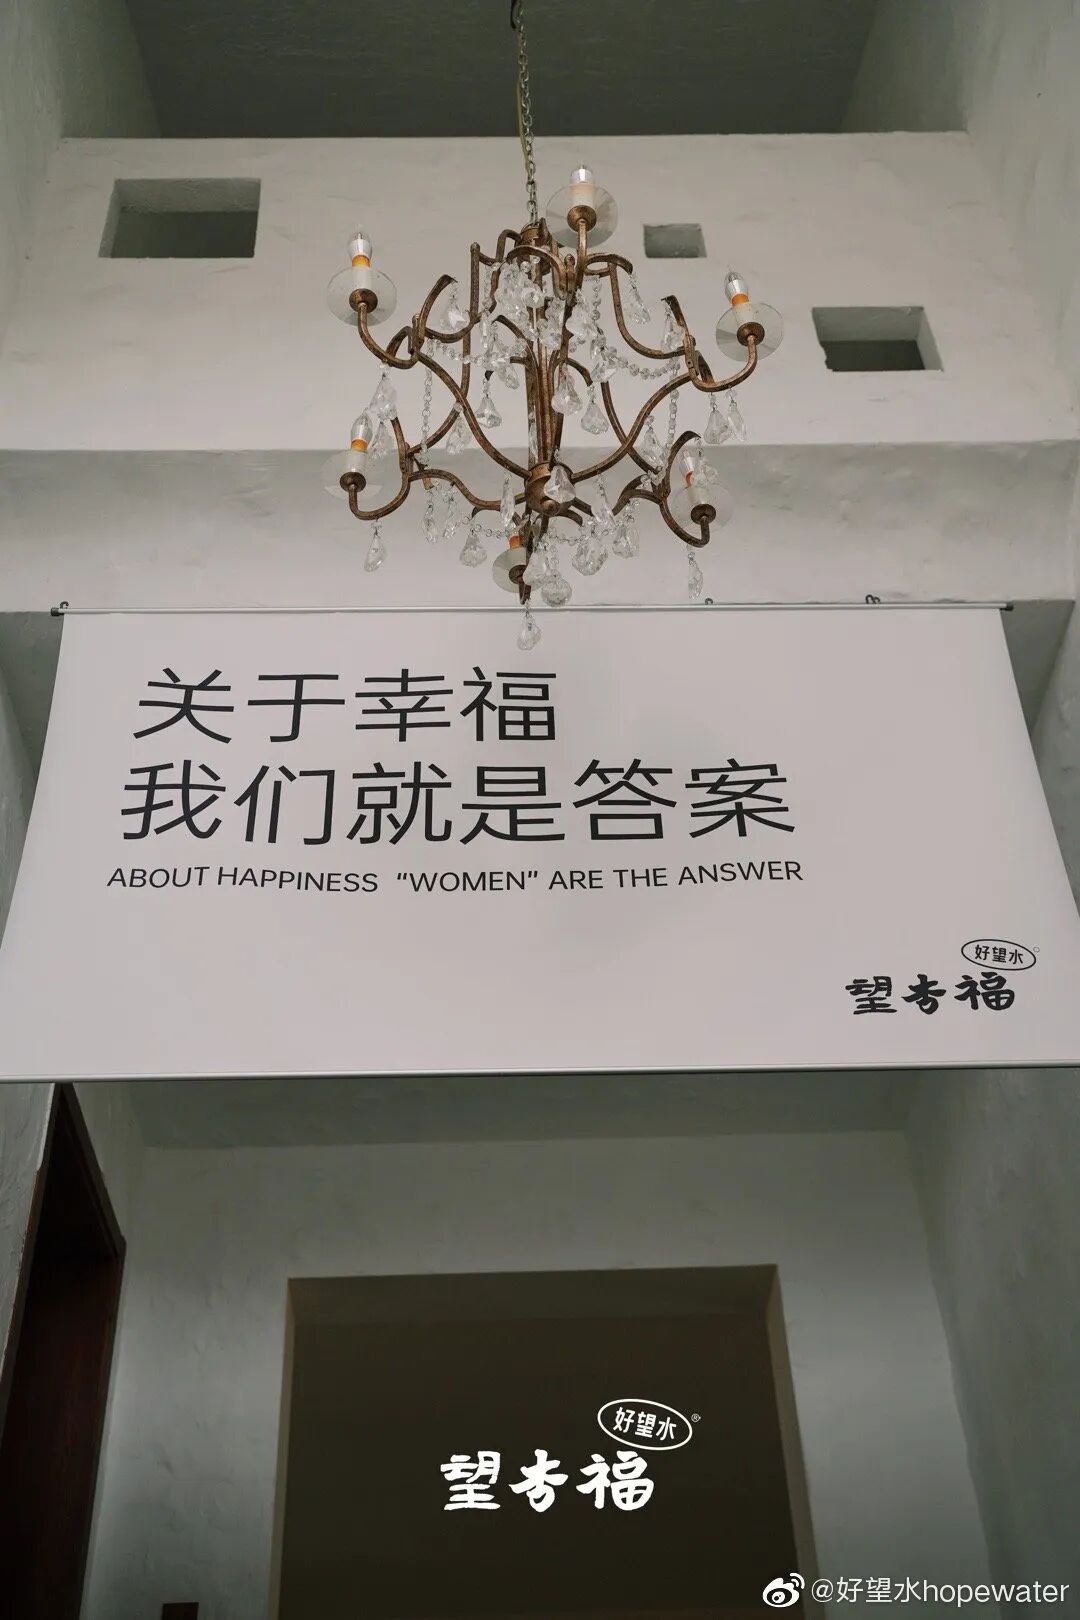 关于幸福
我们就是答案
ABOUT HAPPINESS “WOMEN” ARE THE ANSWER
好望水
望杏福
好望水®
望杏福
@好望水hopewater